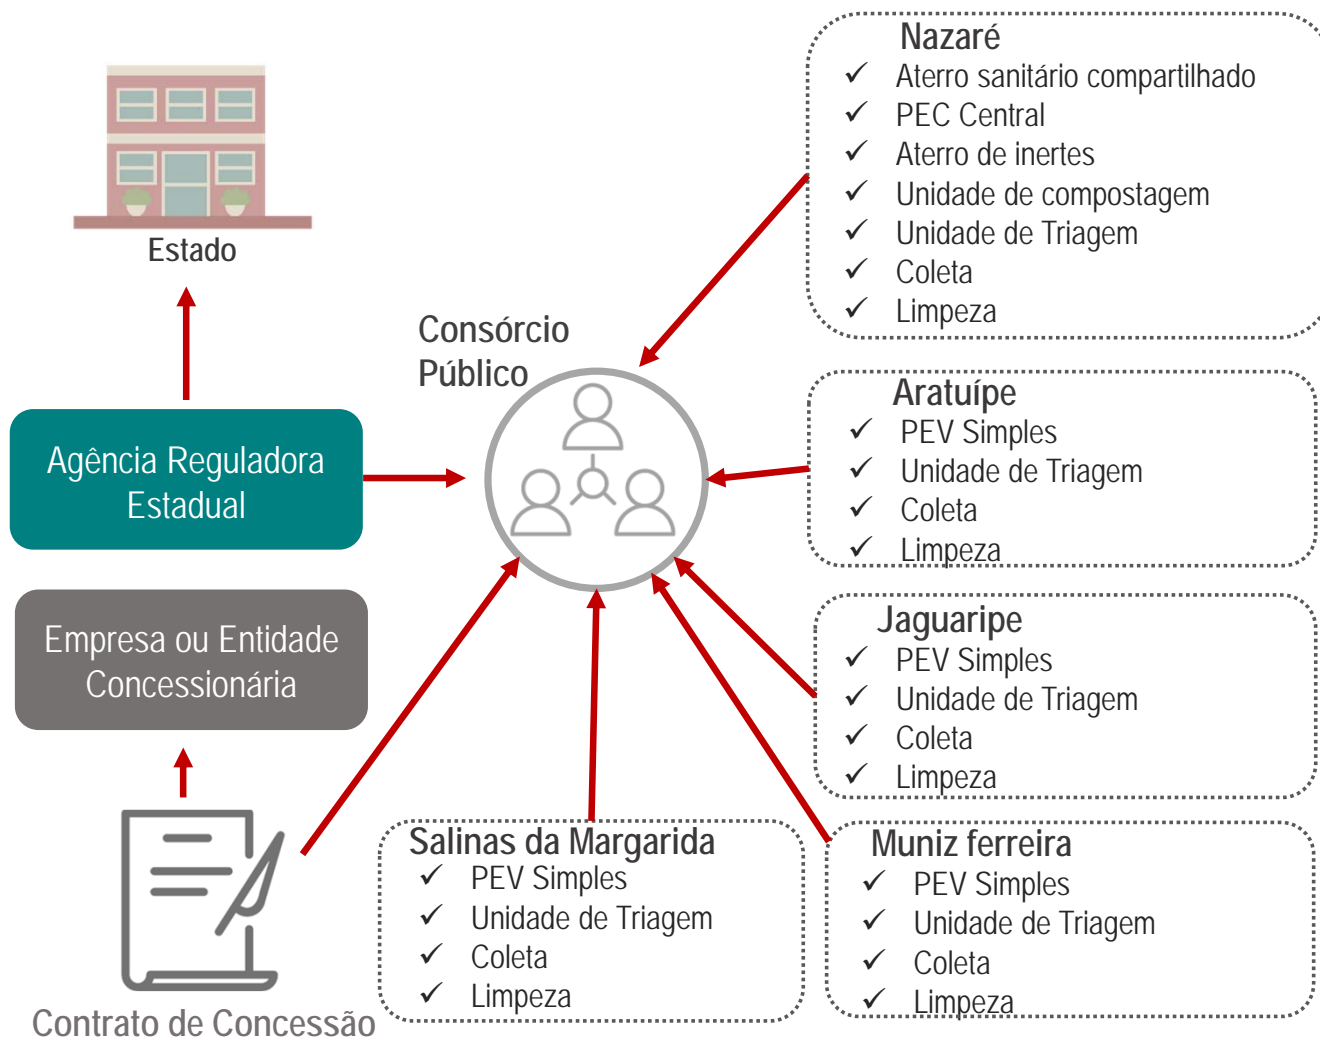 Nazaré
✓ Aterro sanitário compartilhado
✓ PEC Central
✓ Aterro de inertes
✓ Unidade de compostagem
✓ Unidade de Triagem
✓ Coleta
✓ Limpeza
Estado
Consórcio
Público
Agência Reguladora
Estadual
Aratuípe
✓ PEV Simples
✓ Unidade de Triagem
✓ Coleta
✓ Limpeza
Empresa ou Entidade
Concessionária
Jaguaripe
✓ PEV Simples
✓ Unidade de Triagem
✓ Coleta
✓ Limpeza
Salinas da Margarida
✓ PEV Simples
✓ Unidade de Triagem
✓ Coleta
✓ Limpeza
Muniz ferreira
✓ PEV Simples
✓ Unidade de Triagem
✓ Coleta
✓ Limpeza
Contrato de Concessão